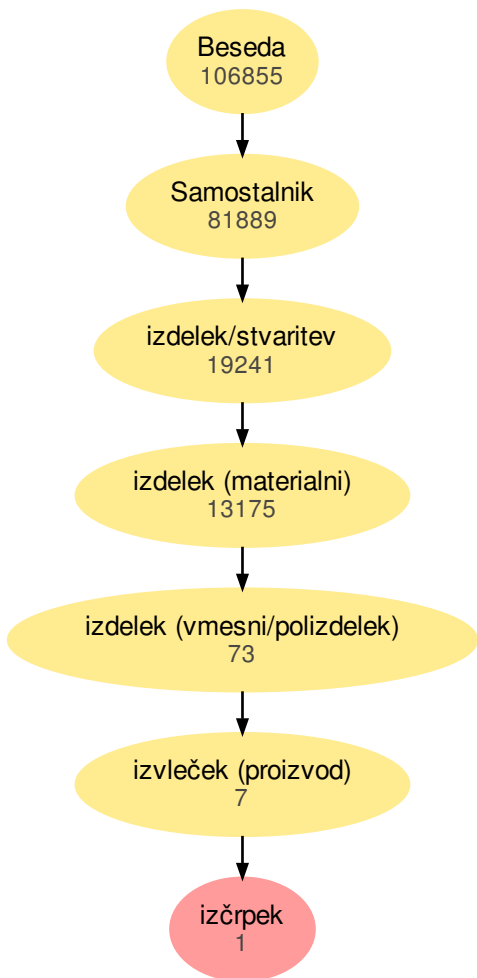 Beseda
106855
Samostalnik
81889
izdelek/stvaritev
19241
izdelek (materialni)
13175
izdelek (vmesni/polizdelek)
73
izvleček (proizvod)
7
izčrpek
1